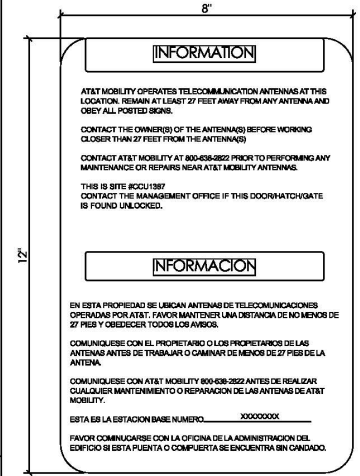 8"
12"
INFORMATION
AT&T MOBILITY OPERATES TELECOMMUNICATION ANTENNAS AT THIS
LOCATION. REMAIN AT LEAST 27 FEET AWAY FROM ANY ANTENNA AND
OBEY ALL POSTED SIGNS.
CONTACT THE OWNER(S) OF THE ANTENNA(S) BEFORE WORKING
CLOSER THAN 27 FEET FROM THE ANTENNA(S)
CONTACT AT&T MOBILITY AT 800-638-2822 PRIOR TO PERFORMING ANY
MAINTENANCE OR REPAIRS NEAR AT&T MOBILITY ANTENNAS.
THIS IS SITE #CCU1387
CONTACT THE MANAGEMENT OFFICE IF THIS DOOR/HATCH/GATE
IS FOUND UNLOCKED.
INFORMACION
EN ESTA PROPIEDAD SE UBICAN ANTENAS DE TELECOMUNICACIONES
OPERADAS POR AT&T. FAVOR MANTENER UNA DISTANCIA DE NO MENOS DE
27 PIES Y OBEDECER TODOS LOS AVISOS.
COMUNIQUESE CON EL PROPIETARIO O LOS PROPIETARIOS DE LAS
ANTENAS ANTES DE TRABAJAR O CAMINAR DE MENOS DE 27 PIES DE LA
ANTENA.
COMUNIQUESE CON AT&T MOBILITY 800-638-2822 ANTES DE REALIZAR
CUALQUIER MANTENIMIENTO O REPARACION DE LAS ANTENAS DE AT&T
MOBILITY.
ESTA ES LA ESTACION BASE NUMERO XXXXXXXX
FAVOR COMINUCARSE CON LA OFICINA DE LA ADMINISTRACION DEL
EDIFICIO SI ESTA PUENTA O COMPUERTA SE ENCUENTRA SIN CANDADO.